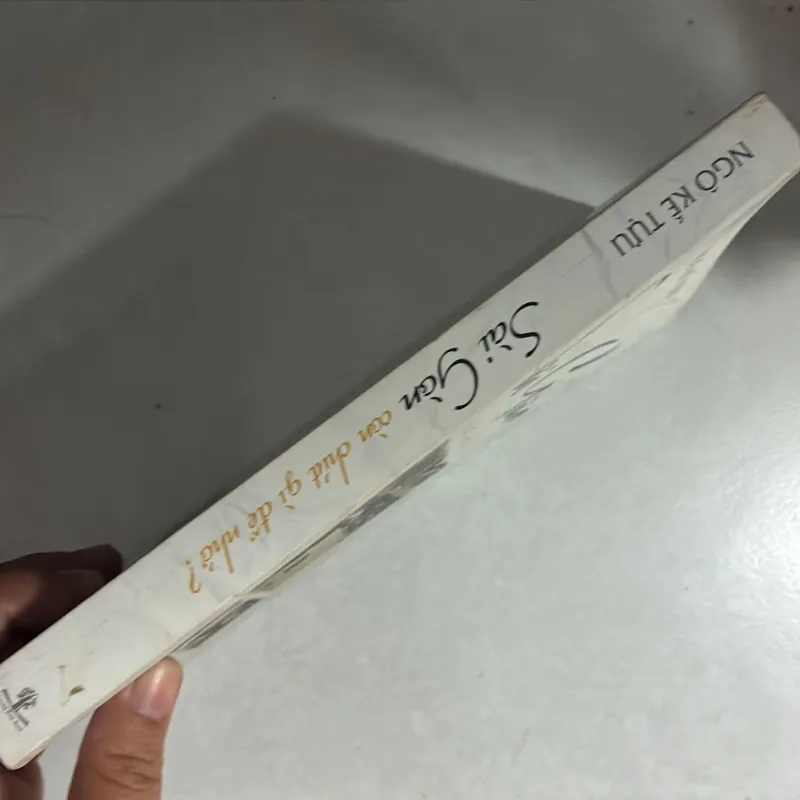 NGÔ KẾ TỰU
Sài Gòn còn chút gì để nhớ?